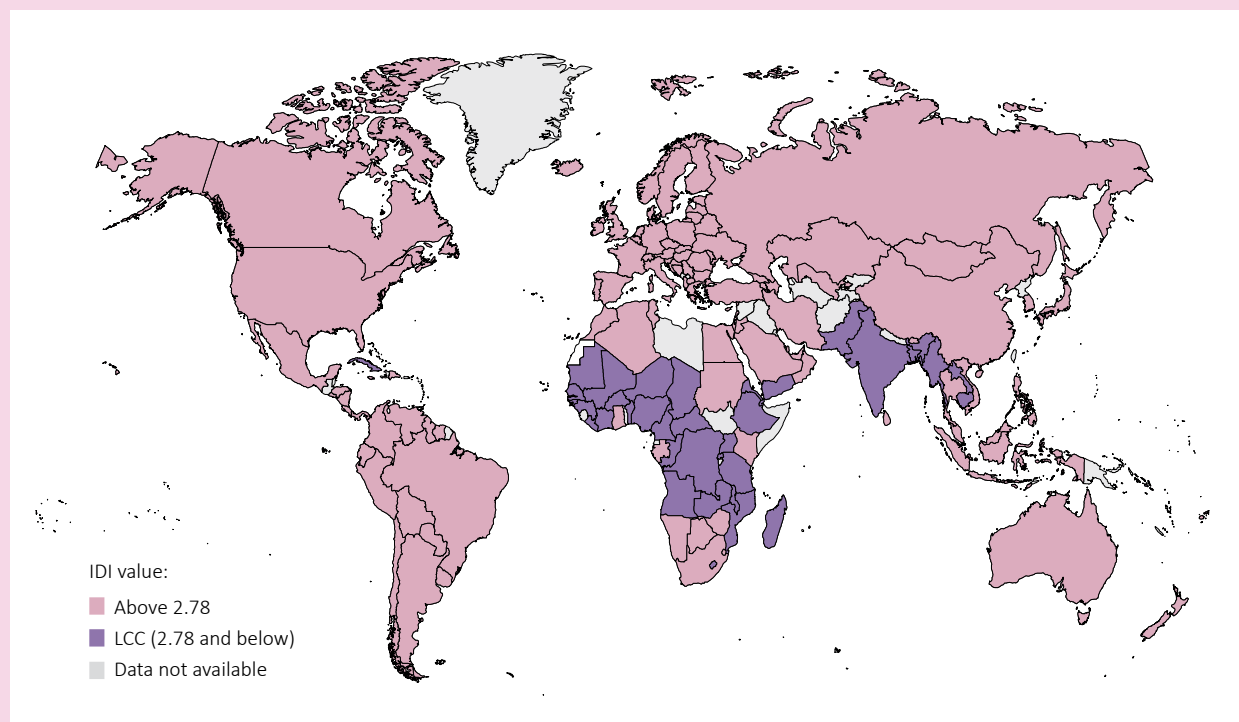 IDI value:
Above 2.78
LCC (2.78 and below)
Data not available